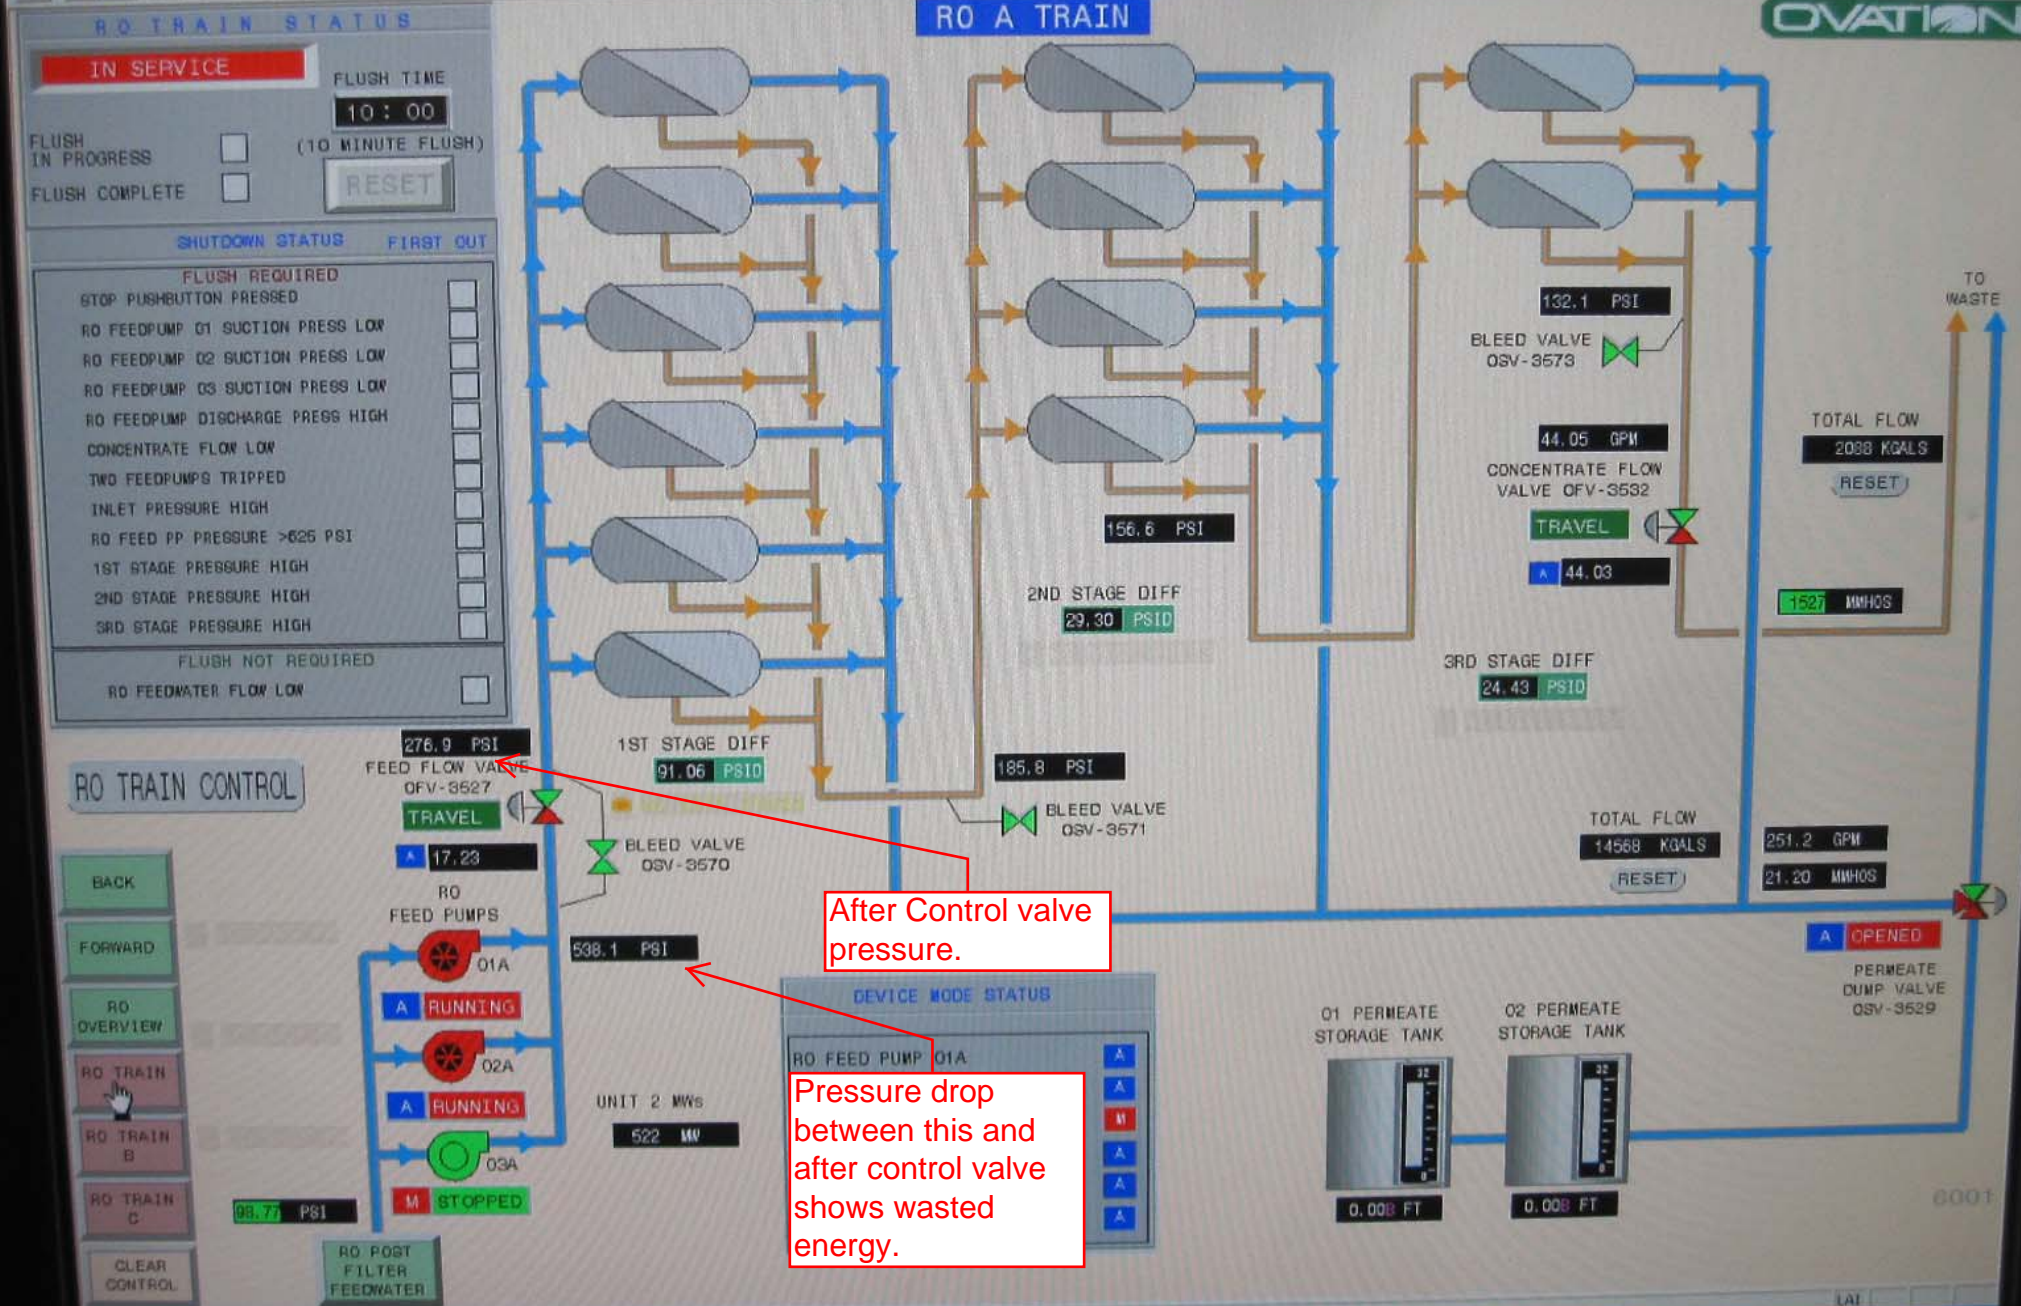 RO TRAIN STATUS
IN SERVICE
FLUSH TIME
10:00
FLUSH
IN PROGRESS
(10 MINUTE FLUSH)
RESET
FLUSH COMPLETE
SHUTDOWN STATUS FIRST OUT
FLUSH REQUIRED
STOP PUSHBUTTON PRESSED
RO FEEDPUMP 01 SUCTION PRESS LOW
RO FEEDPUMP 02 SUCTION PRESS LOW
RO FEEDPUMP 03 SUCTION PRESS LOW
RO FEEDPUMP DISCHARGE PRESS HIGH
CONCENTRATE FLOW LOW
TWO FEEDPUMPS TRIPPED
INLET PRESSURE HIGH
RO FEED PP PRESSURE >625 PSI
1ST STAGE PRESSURE HIGH
2ND STAGE PRESSURE HIGH
3RD STAGE PRESSURE HIGH
FLUSH NOT REQUIRED
RO FEEDWATER FLOW LOW
RO A TRAIN
OVATION
132.1 PSI
BLEED VALVE
OSV-3573
44.05 GPM
CONCENTRATE FLOW
VALVE OFV-3532
TRAVEL
A 44.03
TO
WASTE
TOTAL FLOW
2088 KGALS
RESET
1527 MMHOS
156.6 PSI
2ND STAGE DIFF
29.30 PSID
3RD STAGE DIFF
24.43 PSID
276.9 PSI
FEED FLOW VALVE
OFV-3527
TRAVEL
A 17.23
1ST STAGE DIFF
91.06 PSID
BLEED VALVE
OSV-3570
185.8 PSI
BLEED VALVE
OSV-3571
TOTAL FLOW
14568 KGALS
RESET
251.2 GPM
21.20 MMHOS
A OPENED
PERMEATE
DUMP VALVE
OSV-3529
RO TRAIN CONTROL
BACK
FORWARD
RO
OVERVIEW
RO TRAIN
RO TRAIN
B
RO TRAIN
C
CLEAR
CONTROL
RO
FEED PUMPS
01A
A RUNNING
02A
A RUNNING
03A
M STOPPED
98.77 PSI
RO POST
FILTER
FEEDWATER
538.1 PSI
UNIT 2 MWs
522 MW
After Control valve
pressure.
DEVICE MODE STATUS
RO FEED PUMP 01A A
A
M
A
A
A
Pressure drop
between this and
after control valve
shows wasted
energy.
01 PERMEATE
STORAGE TANK
32
0
0.00 FT
02 PERMEATE
STORAGE TANK
32
0
0.00 FT
6001
LAI